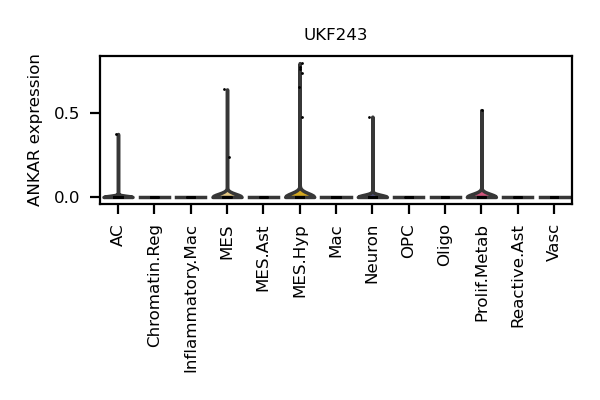 UKF243
ANKAR expression
0.5
0.0
AC
Chromatin.Reg
Inflammatory.Mac
MES
MES.Ast
MES.Hyp
Mac
Neuron
OPC
Oligo
Prolif.Metab
Reactive.Ast
Vasc